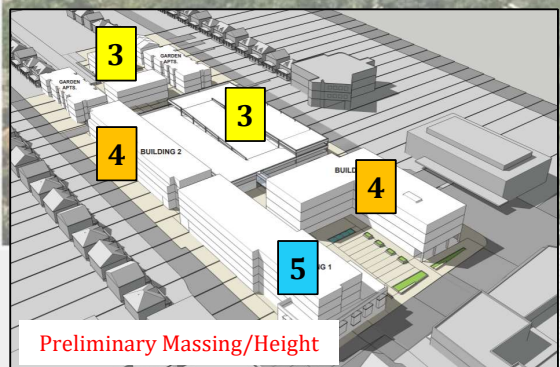 3
GARDEN
APTS.
GARDEN
APTS.
3
BUILDING 2
4
4
5
Preliminary Massing/Height